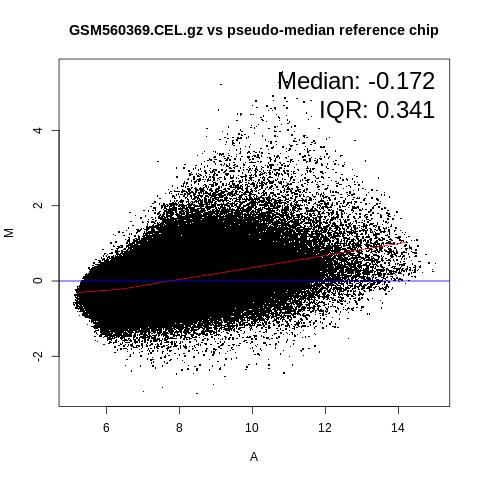 GSM560369.CEL.gz vs pseudo-median reference chip
Median: -0.172
IQR: 0.341
4
2
0
-2
M
6 8 10 12 14
A